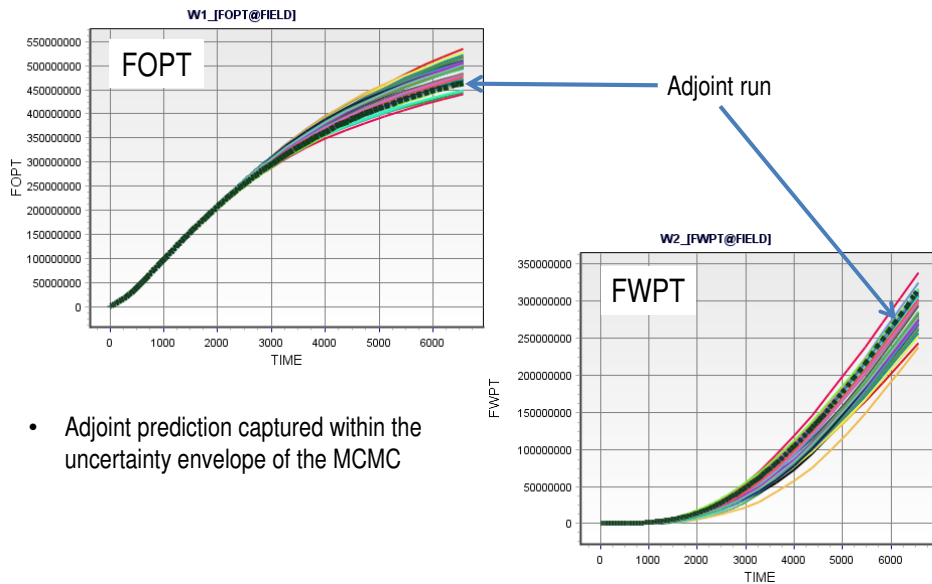 W1_[FOPT@FIELD]
FOPT
550000000
500000000
450000000
400000000
350000000
300000000
250000000
200000000
150000000
100000000
50000000
0
FOPT
0 1000 2000 3000 4000 5000 6000
TIME
Adjoint run
W2_[FWPT@FIELD]
FWPT
350000000
300000000
250000000
200000000
150000000
100000000
50000000
0
FWPT
0 1000 2000 3000 4000 5000 6000
TIME
• Adjoint prediction captured within the
uncertainty envelope of the MCMC